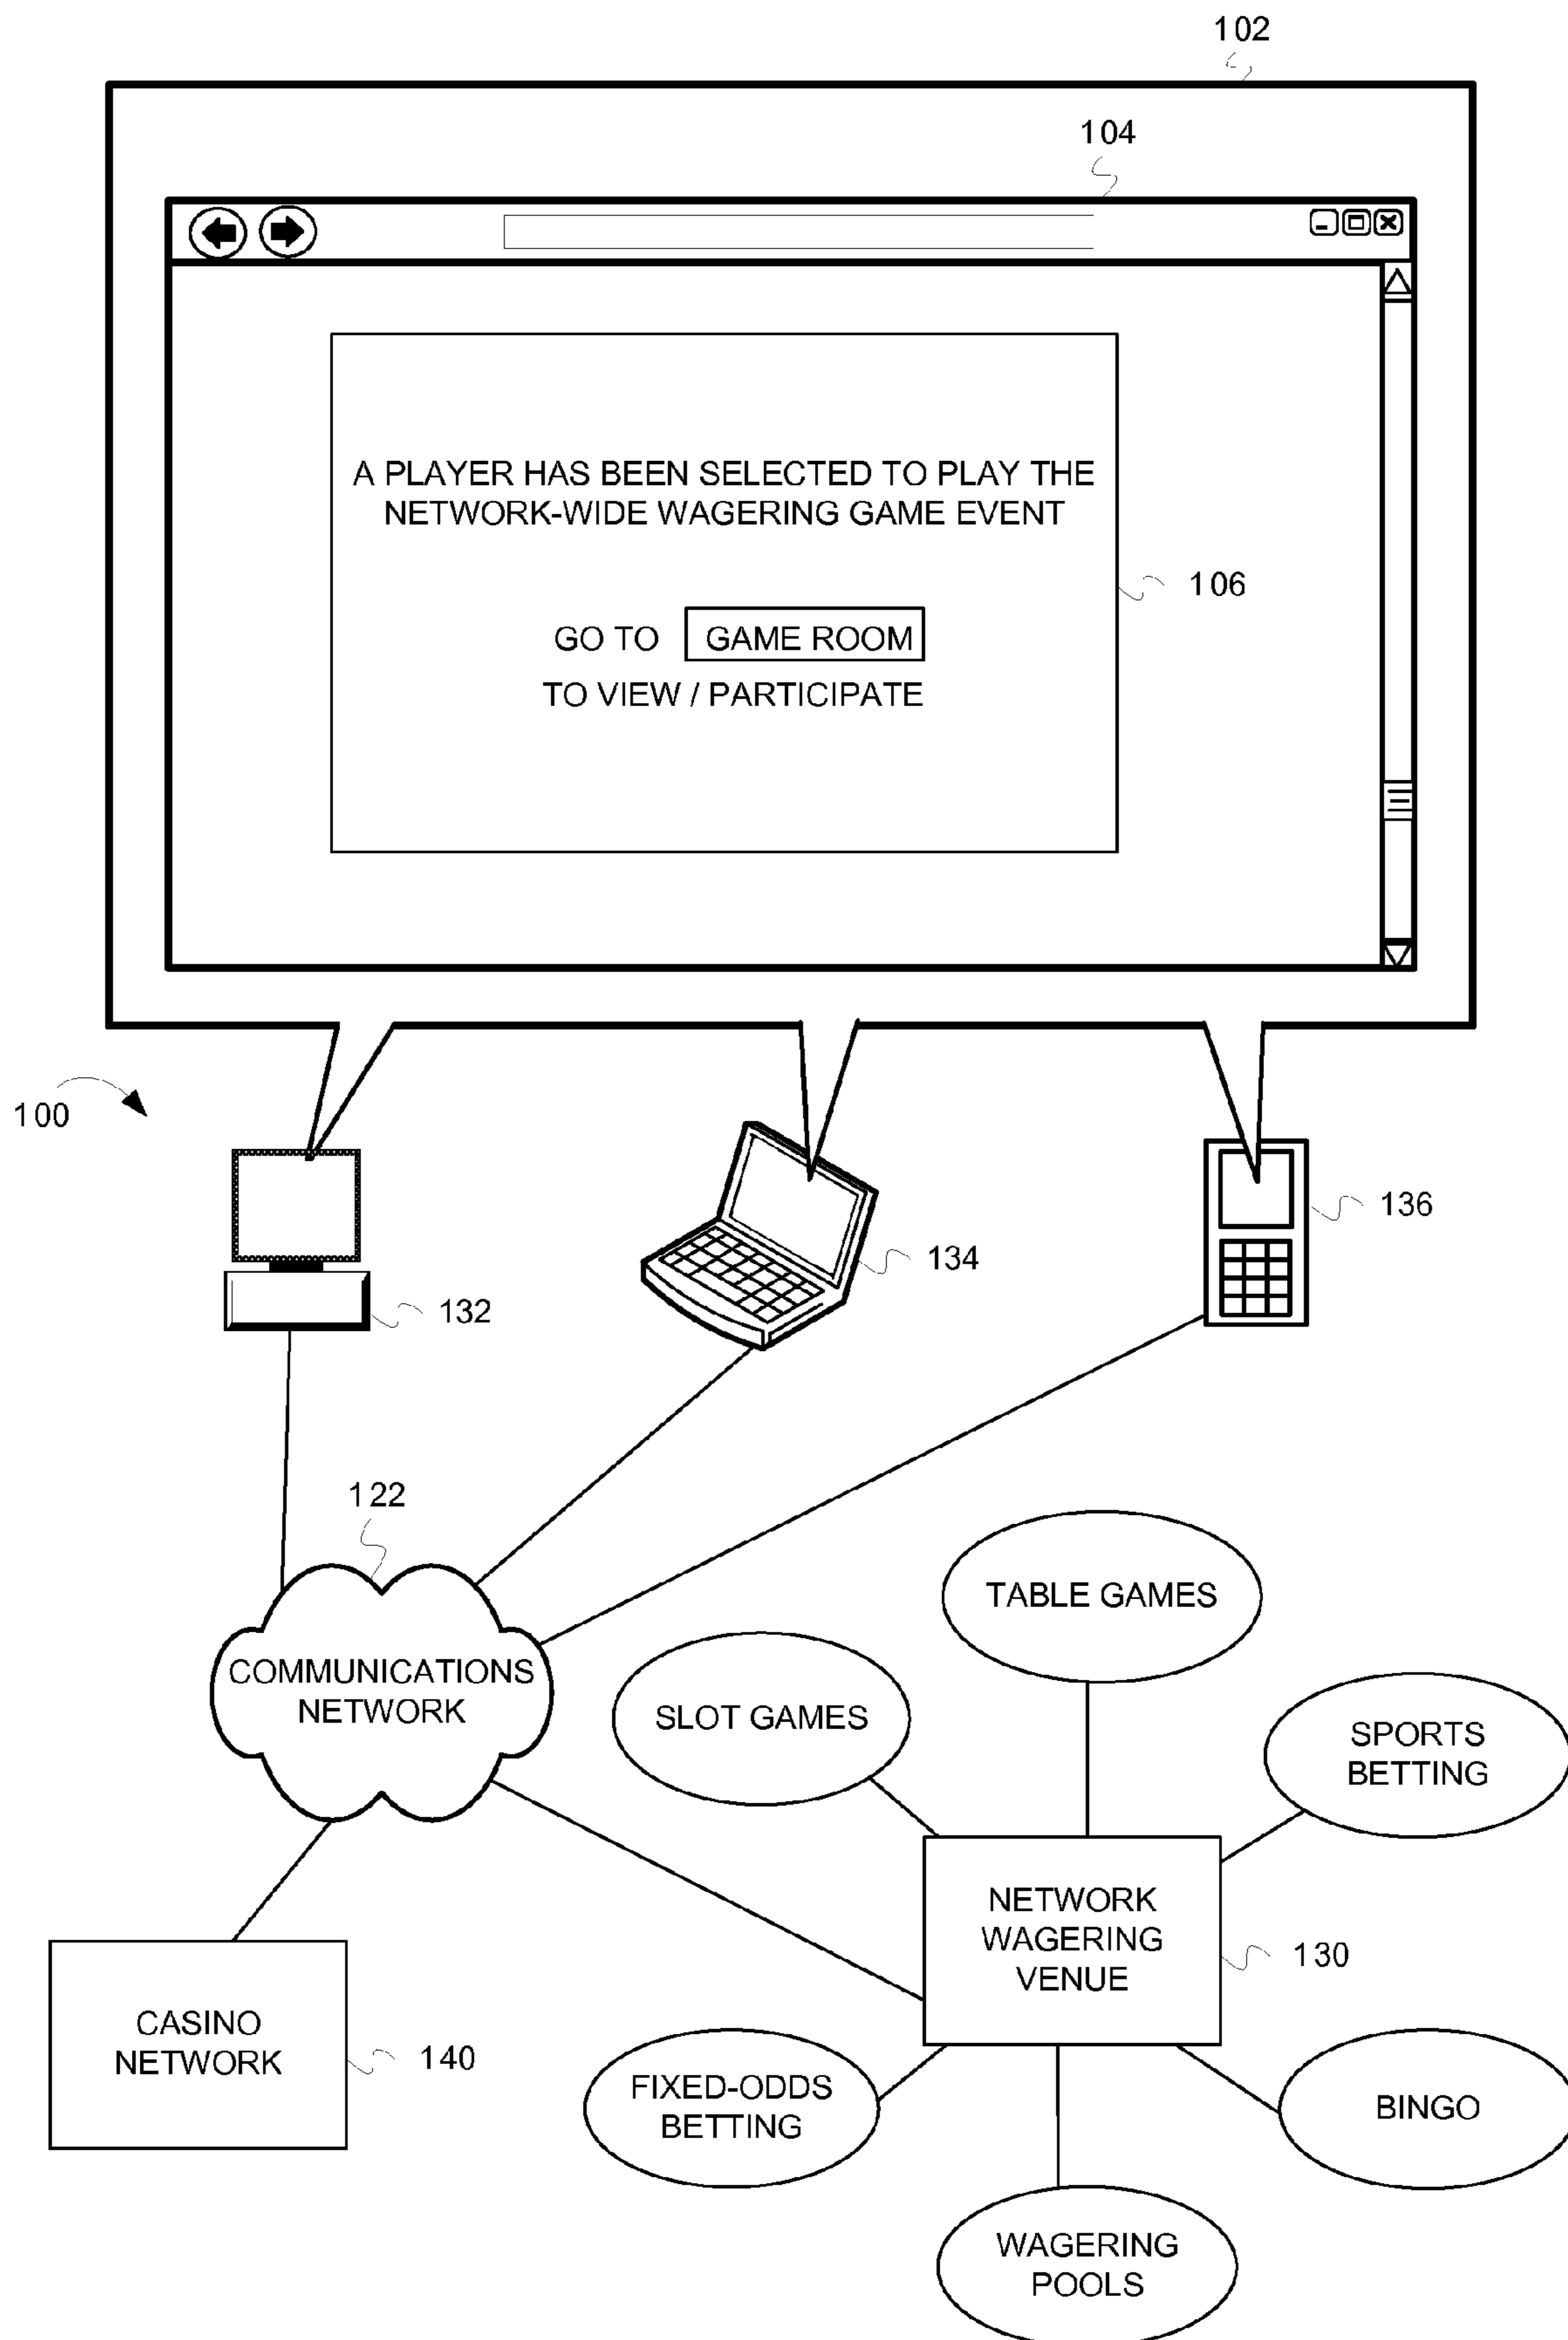 102
104
A PLAYER HAS BEEN SELECTED TO PLAY THE
NETWORK-WIDE WAGERING GAME EVENT
106
GO TO GAME ROOM
TO VIEW / PARTICIPATE
100
136
134
132
122
TABLE GAMES
COMMUNICATIONS
NETWORK
SLOT GAMES
SPORTS
BETTING
NETWORK
WAGERING
VENUE
130
CASINO
NETWORK
140
FIXED-ODDS
BETTING
BINGO
WAGERING
POOLS